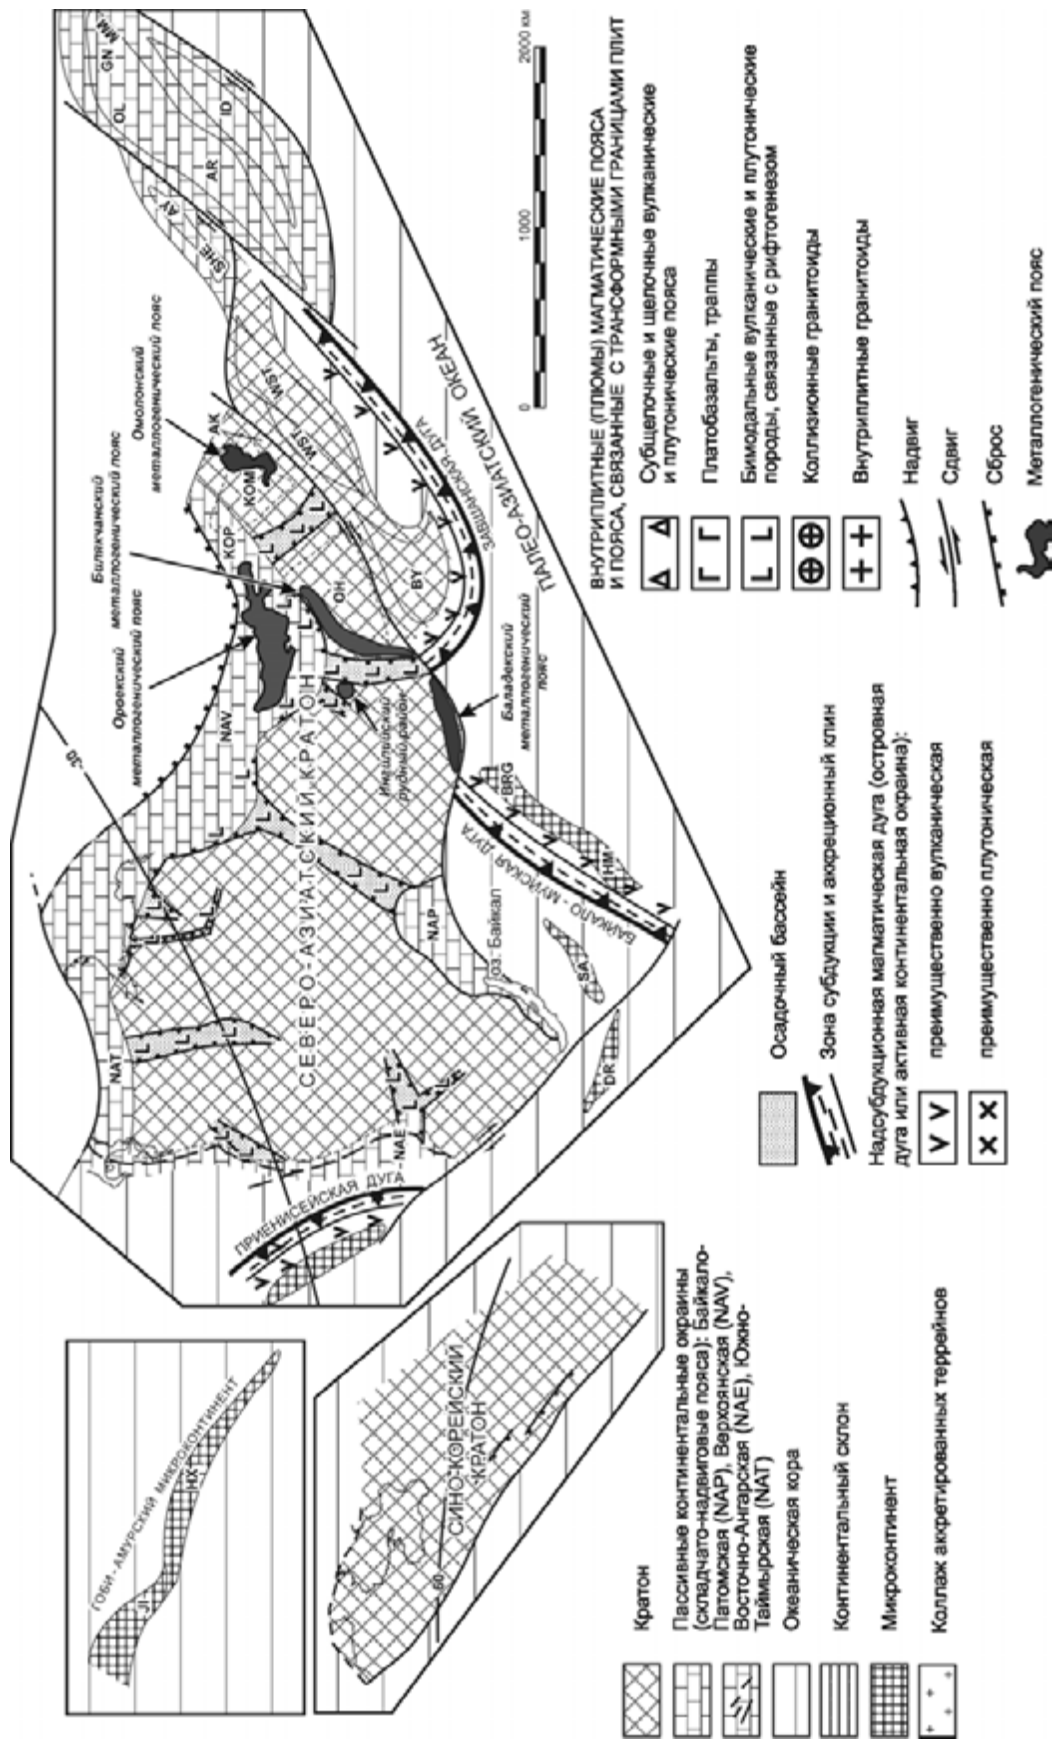 ГОБИ-АМУРСКИЙ МИКРОКОНТИНЕНТ
JI
HX
СИНО-КОРЕЙСКИЙ
КРАТОН
60
30
ПРИЕНИСЕЙСКАЯ ДУГА
NAE
NAT
СЕВЕРО-АЗИАТСКИЙ КРАТОН
NAP
оз. Байкал
NAV
DR
SA
HM
BRG
БАЙКАЛО-МУЙСКАЯ ДУГА
Ороекский
металлогенический пояс
Билякчанский
металлогенический пояс
Омолонский
металлогенический пояс
Ингилийский
рудный район
Баладекский
металлогенический
пояс
KOP
KOM
AK
OH
BY
WST
WST
SHE
AY
AR
ID
OL
GN
MM
ЗАВШАНСКАЯ ДУГА
ПАЛЕО-АЗИАТСКИЙ ОКЕАН
0 1000 2000 км
Кратон
Пассивные континентальные окраины
(складчато-надвиговые пояса): Байкало-
Патомская (NAP), Верхоянская (NAV),
Восточно-Ангарская (NAE), Южно-
Таймырская (NAT)
Океаническая кора
Континентальный склон
Микроконтинент
Коллаж аккретированных террейнов
Осадочный бассейн
Зона субдукции и акреционный клин
Надсубдукционная магматическая дуга (островная
дуга или активная континентальная окраина):
преимущественно вулканическая
преимущественно плутоническая
ВНУТРИПЛИТНЫЕ (ПЛЮМЫ) МАГМАТИЧЕСКИЕ ПОЯСА
И ПОЯСА, СВЯЗАННЫЕ С ТРАНСФОРМНЫМИ ГРАНИЦАМИ ПЛИТ
Субщелочные и щелочные вулканические
и плутонические пояса
Платобазальты, траппы
Бимодальные вулканические и плутонические
породы, связанные с рифтогенезом
Коллизионные гранитоиды
Внутриплитные гранитоиды
Надвиг
Сдвиг
Сброс
Металлогенический пояс